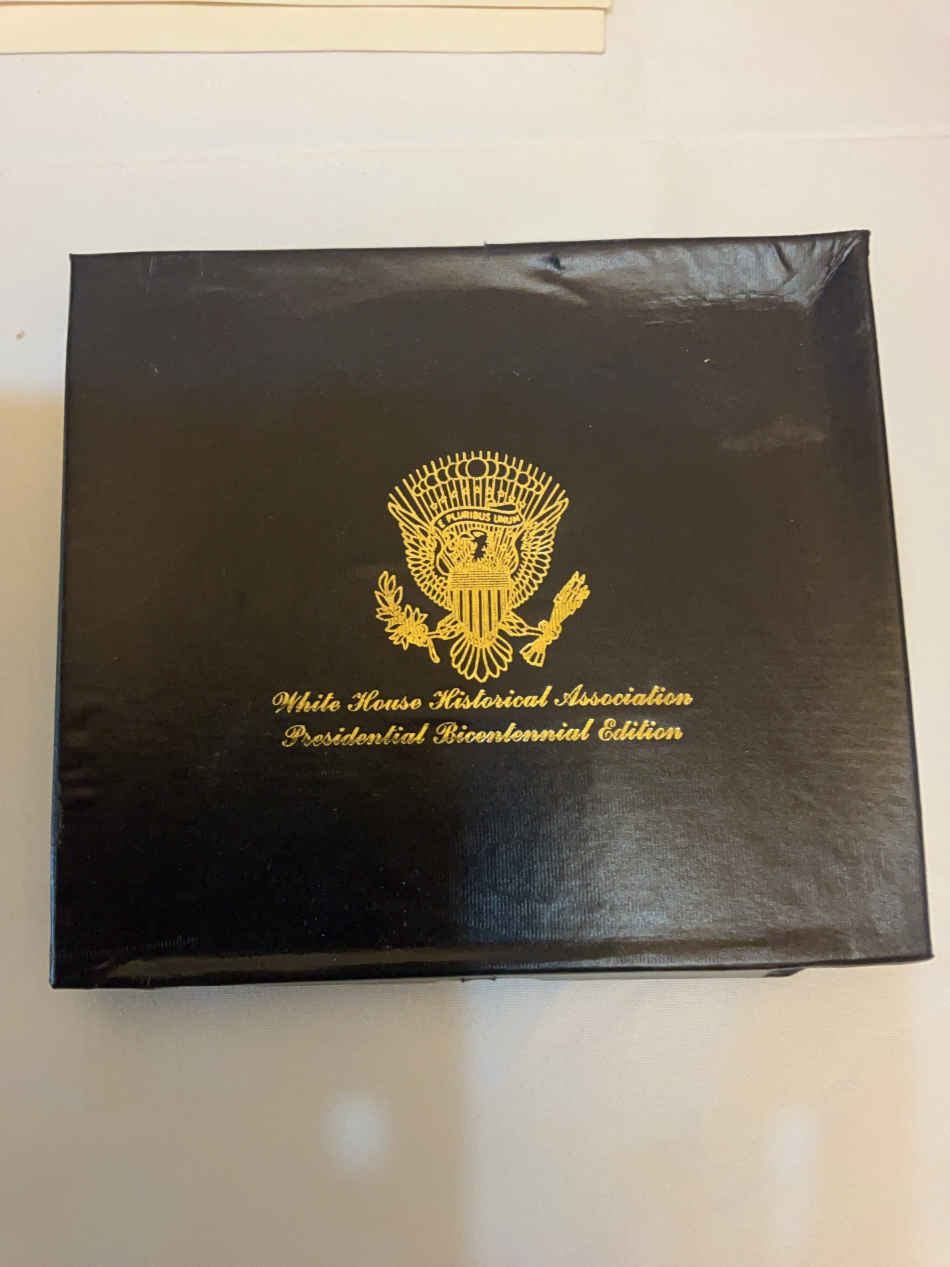 E PLURIBUS UNUM
White House Historical Association
Presidential Bicentennial Edition